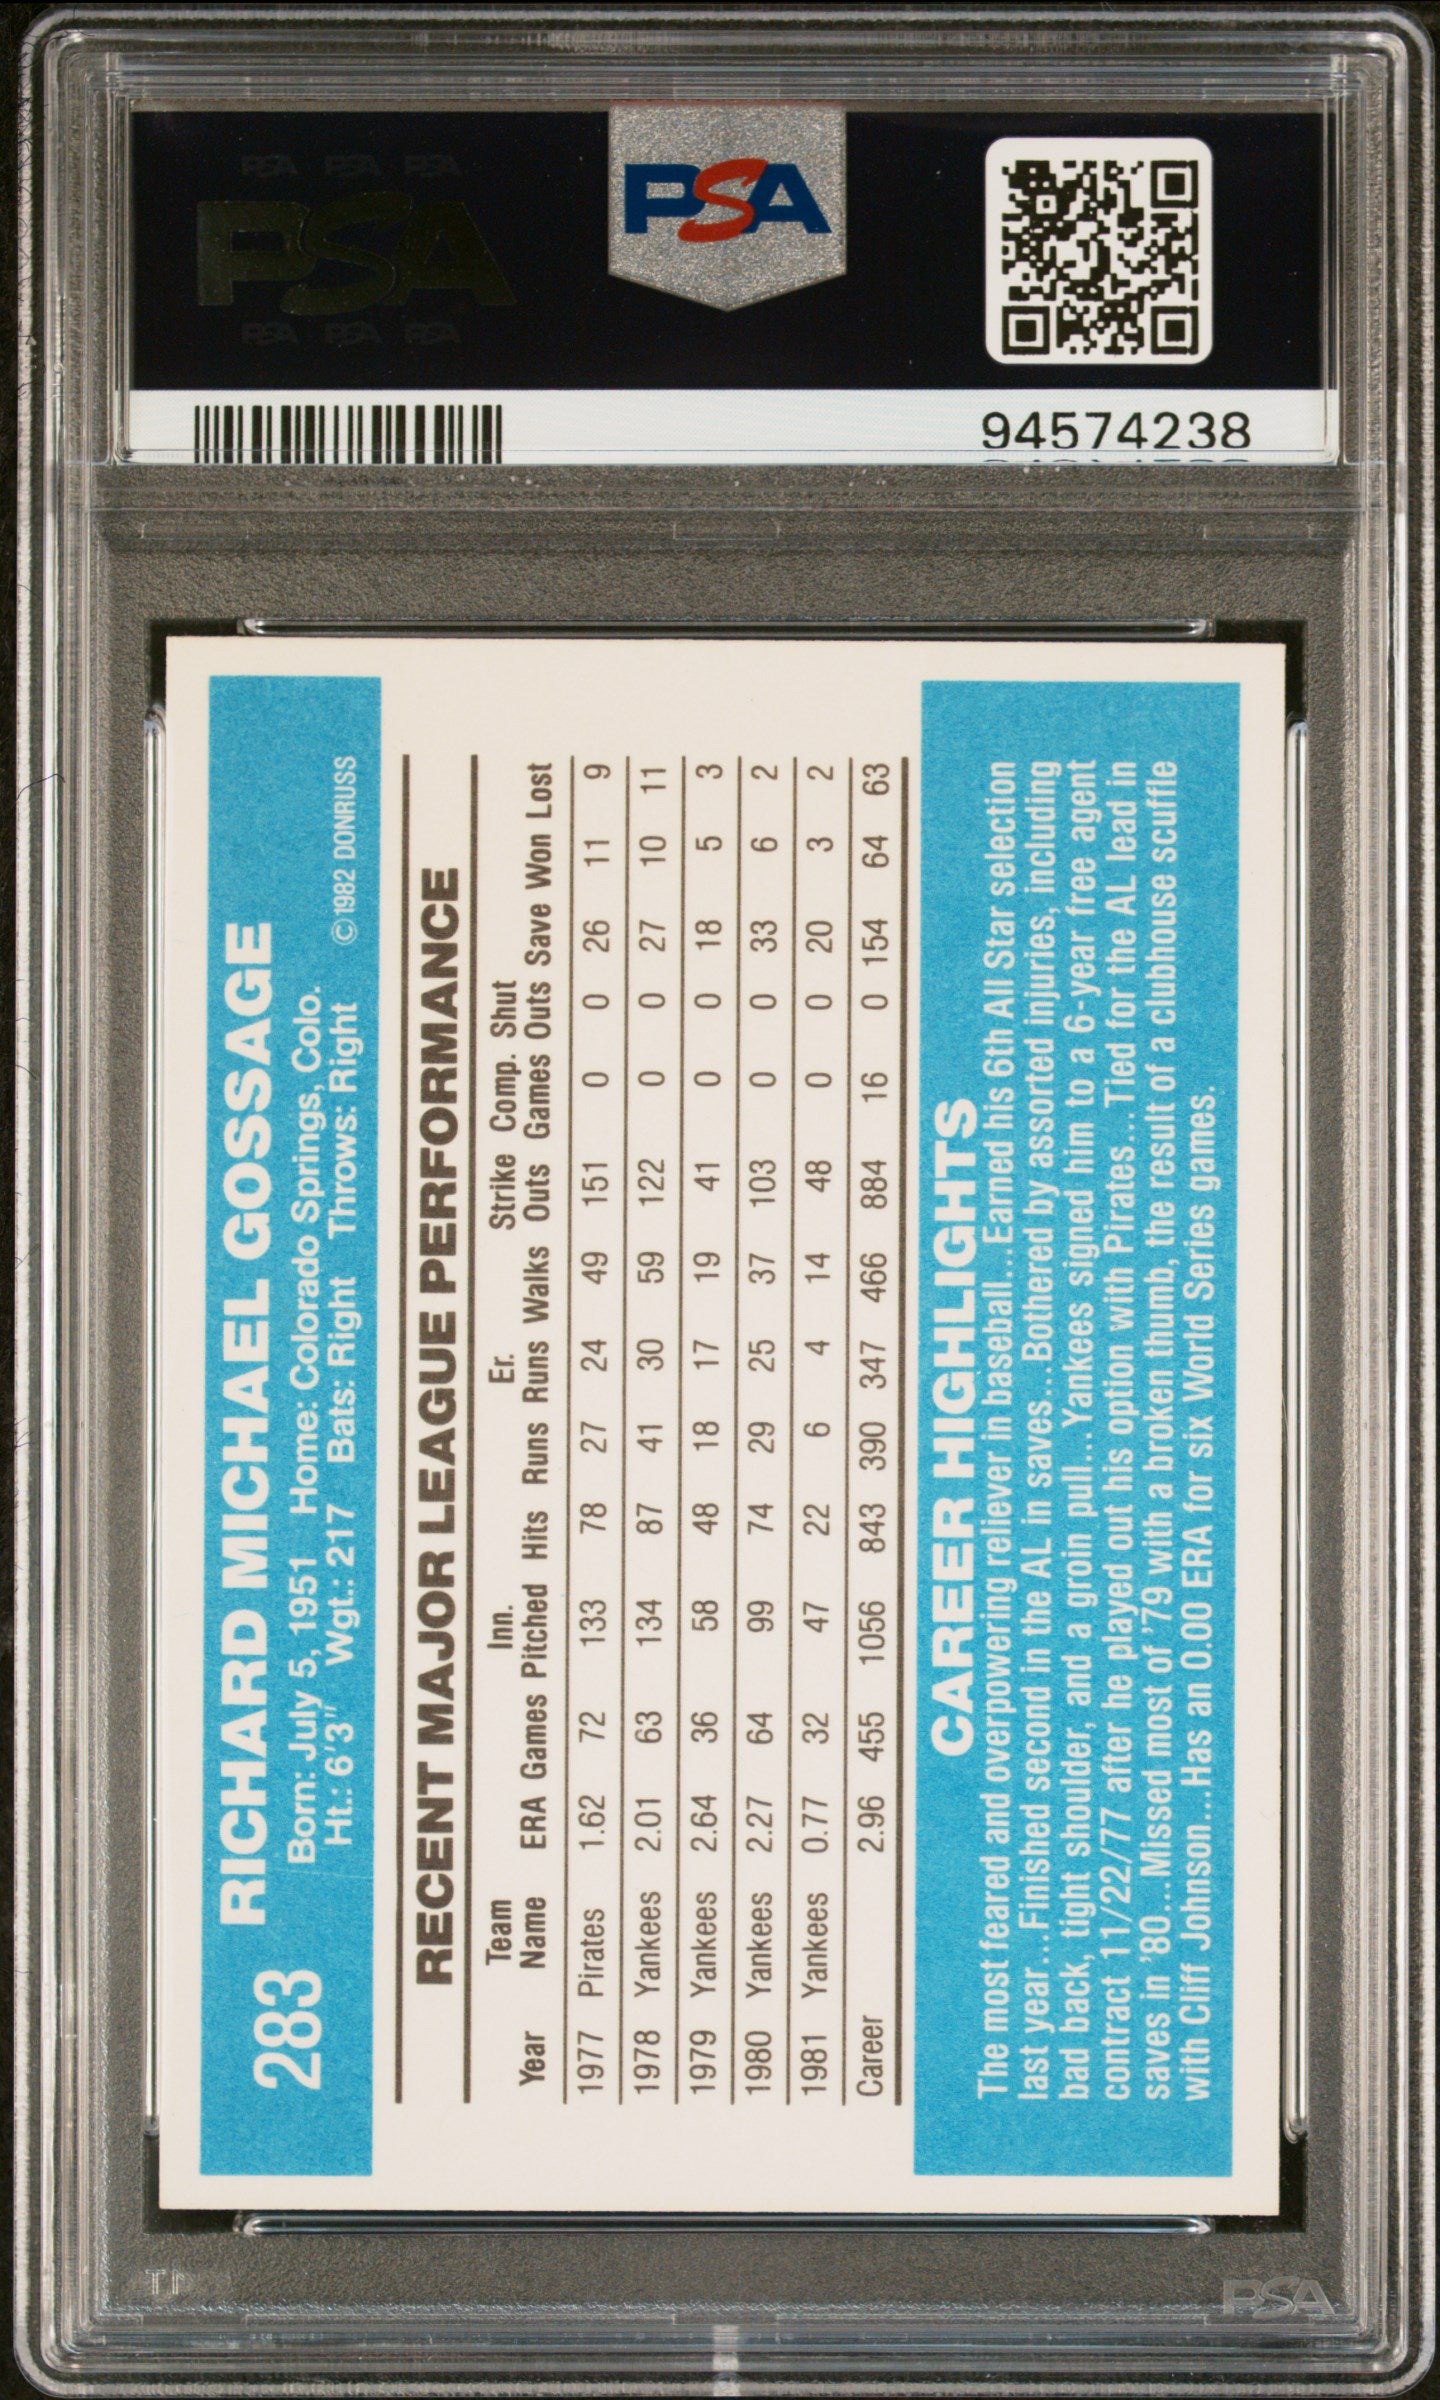 PSA PSA PSA
PSA
PSA PSA PSA
PSA
94574238
283 RICHARD MICHAEL GOSSAGE
Born: July 5, 1951 Home: Colorado Springs, Colo.
Ht.: 6'3" Wgt.: 217 Bats: Right Throws: Right ©1982 DONRUSS
RECENT MAJOR LEAGUE PERFORMANCE
Team Inn. Er. Strike Comp. Shut
Year Name ERA Games Pitched Hits Runs Runs Walks Outs Games Outs Save Won Lost
1977 Pirates 1.62 72 133 78 27 24 49 151 0 0 26 11 9
1978 Yankees 2.01 63 134 87 41 30 59 122 0 0 27 10 11
1979 Yankees 2.64 36 58 48 18 17 19 41 0 0 18 5 3
1980 Yankees 2.27 64 99 74 29 25 37 103 0 0 33 6 2
1981 Yankees 0.77 32 47 22 6 4 14 48 0 0 20 3 2
Career 2.96 455 1056 843 390 347 466 884 16 0 154 64 63
CAREER HIGHLIGHTS
The most feared and overpowering reliever in baseball...Earned his 6th All Star selection
last year...Finished second in the AL in saves...Bothered by assorted injuries, including
bad back, tight shoulder, and a groin pull...Yankees signed him to a 6-year free agent
contract 11/22/77 after he played out his option with Pirates...Tied for the AL lead in
saves in '80...Missed most of '79 with a broken thumb, the result of a clubhouse scuffle
with Cliff Johnson...Has an 0.00 ERA for six World Series games.
PSA